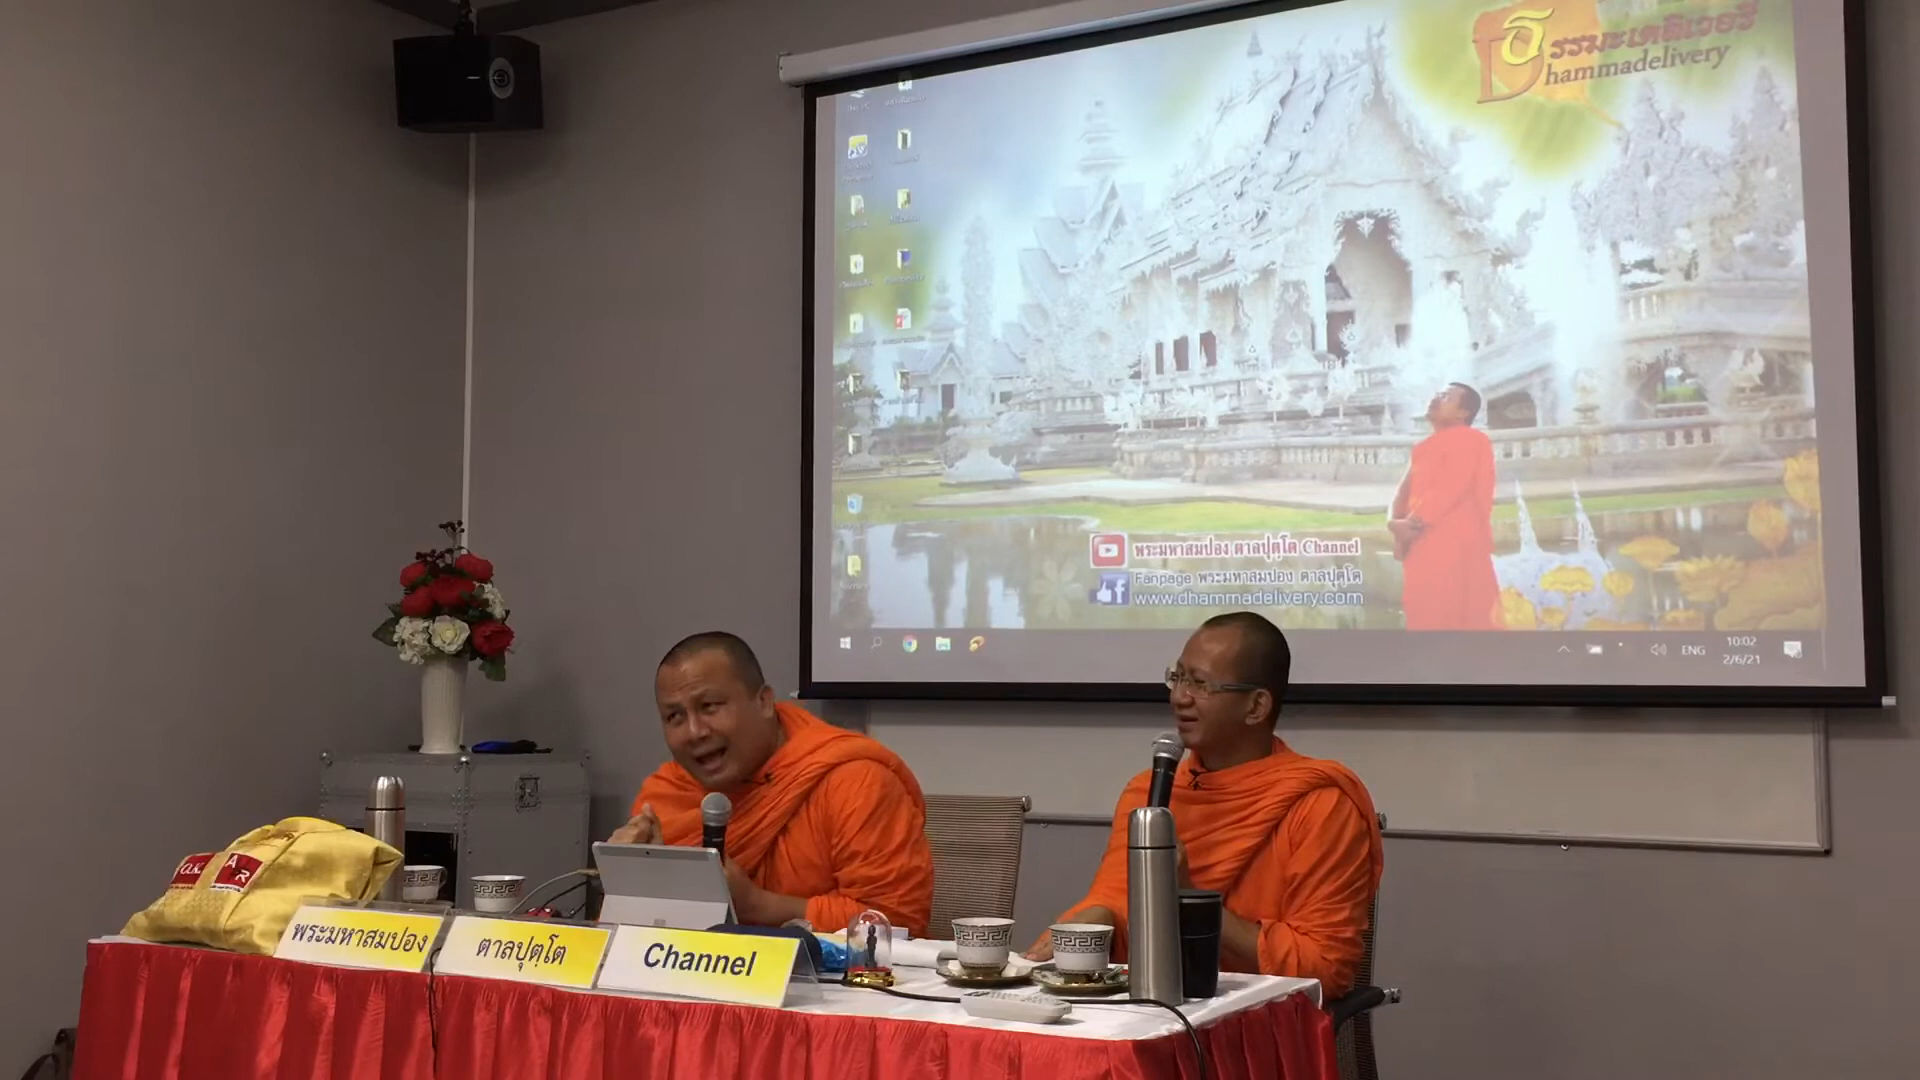 ธรรมะเดลิเวอรี่
Dhammadelivery
พระมหาสมปอง ตาลปุตฺโต Channel
Fanpage พระมหาสมปอง ตาลปุตฺโต
www.dhammadelivery.com
ENG
10:02
2/6/21
O.K.
A
R
พระมหาสมปอง
ตาลปุตฺโต
Channel